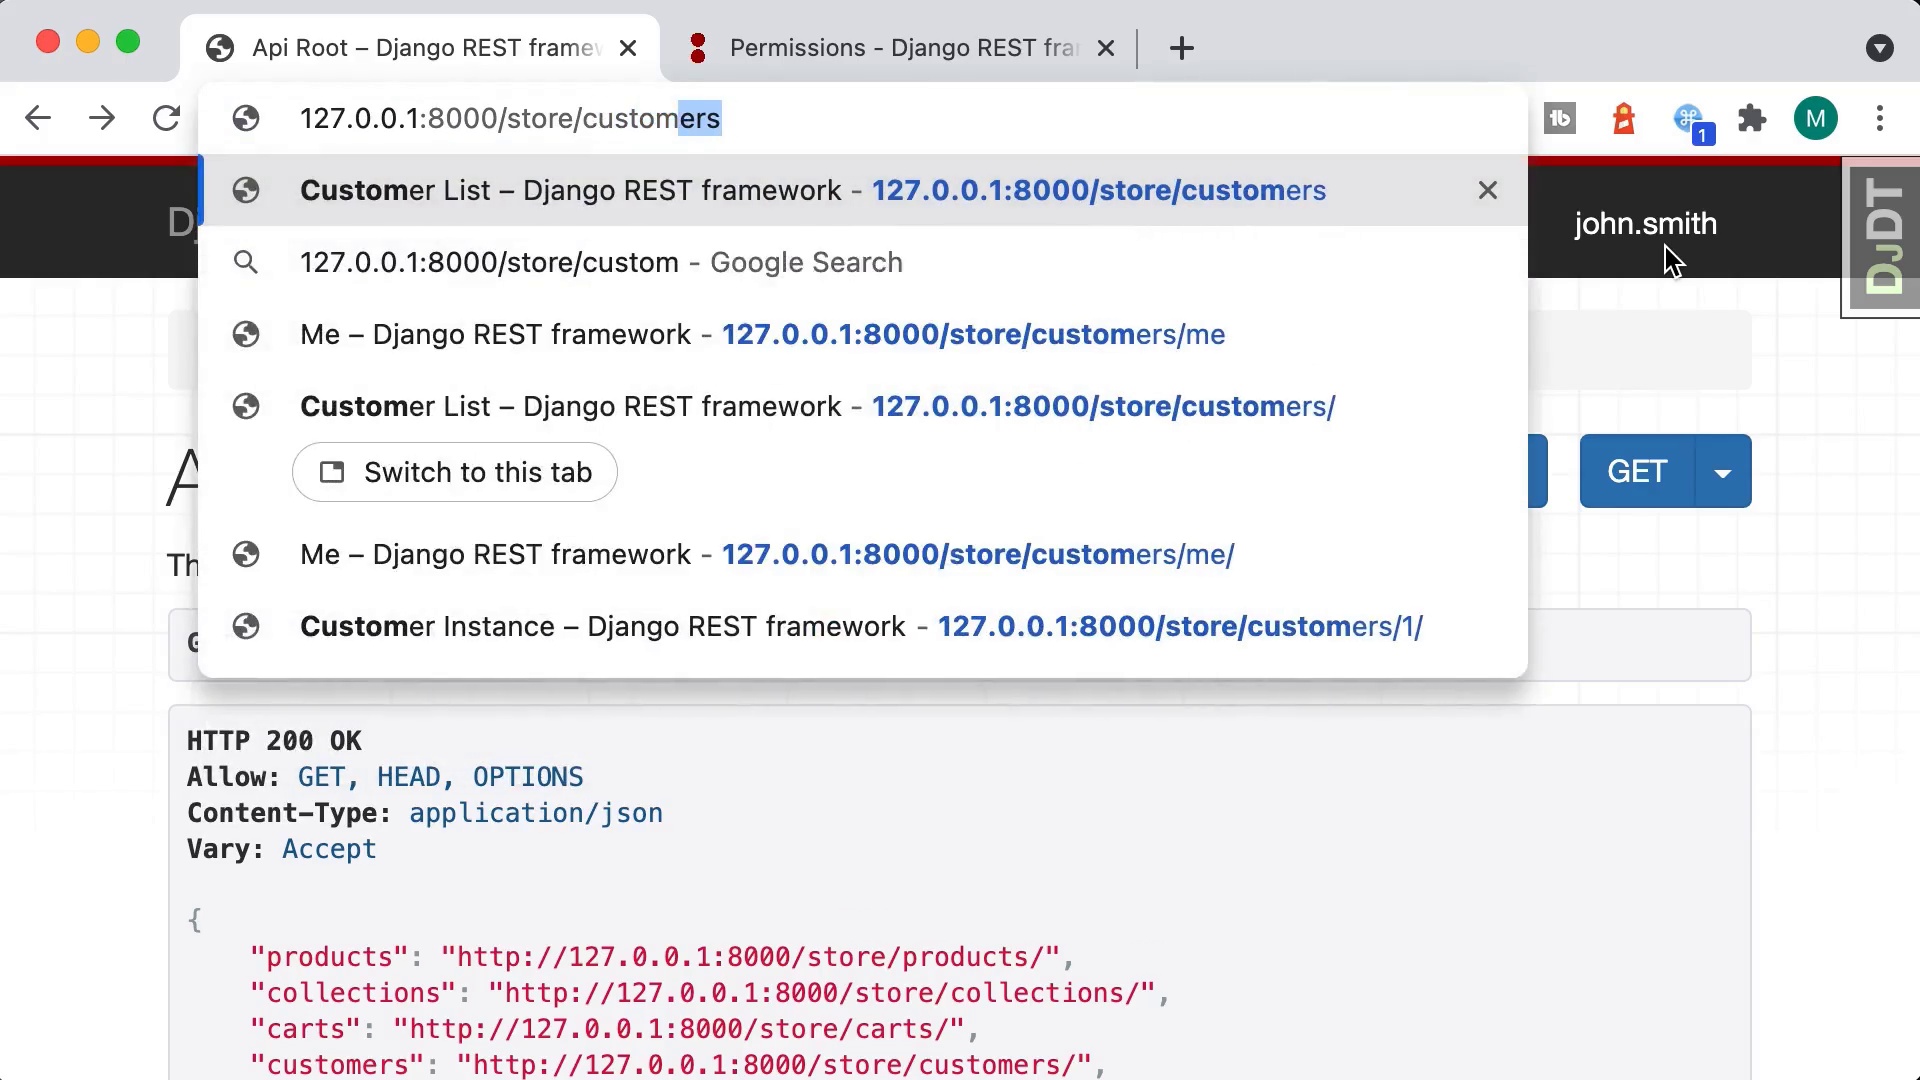 Api Root – Django REST framew
Permissions - Django REST fra
127.0.0.1:8000/store/customers
1
M
Customer List – Django REST framework - 127.0.0.1:8000/store/customers
john.smith
DJDT
127.0.0.1:8000/store/custom - Google Search
Me – Django REST framework - 127.0.0.1:8000/store/customers/me
Customer List – Django REST framework - 127.0.0.1:8000/store/customers/
Switch to this tab
GET
Me – Django REST framework - 127.0.0.1:8000/store/customers/me/
Th
Customer Instance – Django REST framework - 127.0.0.1:8000/store/customers/1/
HTTP 200 OK
Allow: GET, HEAD, OPTIONS
Content-Type: application/json
Vary: Accept
{
"products": "http://127.0.0.1:8000/store/products/",
"collections": "http://127.0.0.1:8000/store/collections/",
"carts": "http://127.0.0.1:8000/store/carts/",
"customers": "http://127.0.0.1:8000/store/customers/",